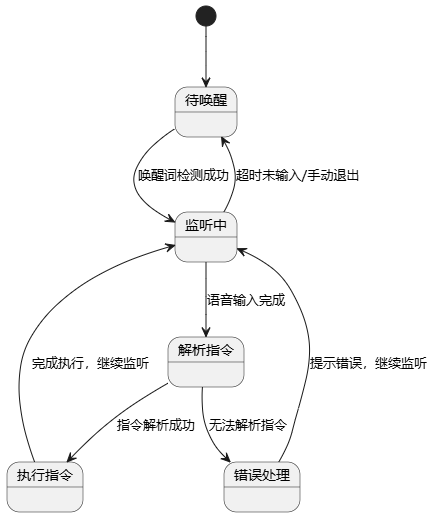 待唤醒
唤醒词检测成功
超时未输入/手动退出
监听中
语音输入完成
解析指令
完成执行，继续监听
提示错误，继续监听
指令解析成功
无法解析指令
执行指令
错误处理